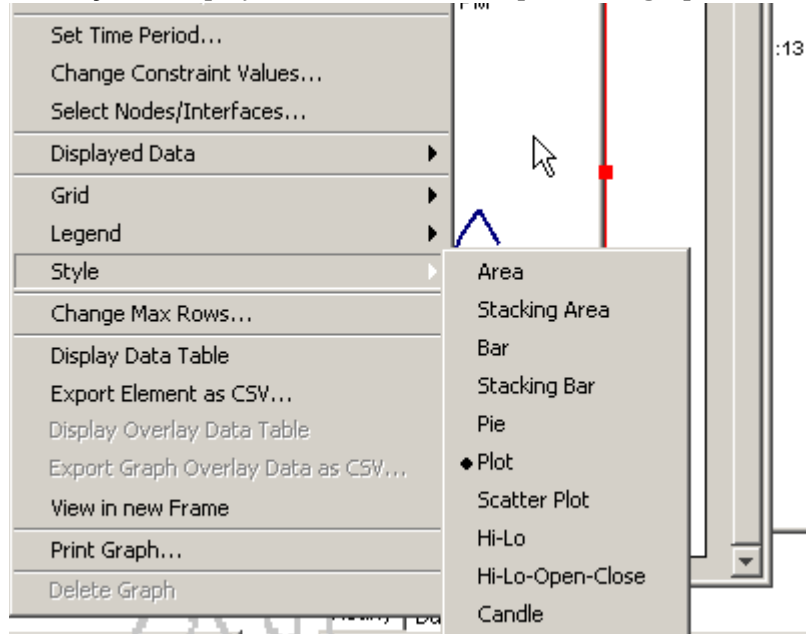 PM
:13
Set Time Period...
Change Constraint Values...
Select Nodes/Interfaces...
Displayed Data
Grid
Legend
Style
Change Max Rows...
Display Data Table
Export Element as CSV...
Display Overlay Data Table
Export Graph Overlay Data as CSV...
View in new Frame
Print Graph...
Delete Graph
Area
Stacking Area
Bar
Stacking Bar
Pie
Plot
Scatter Plot
Hi-Lo
Hi-Lo-Open-Close
Candle